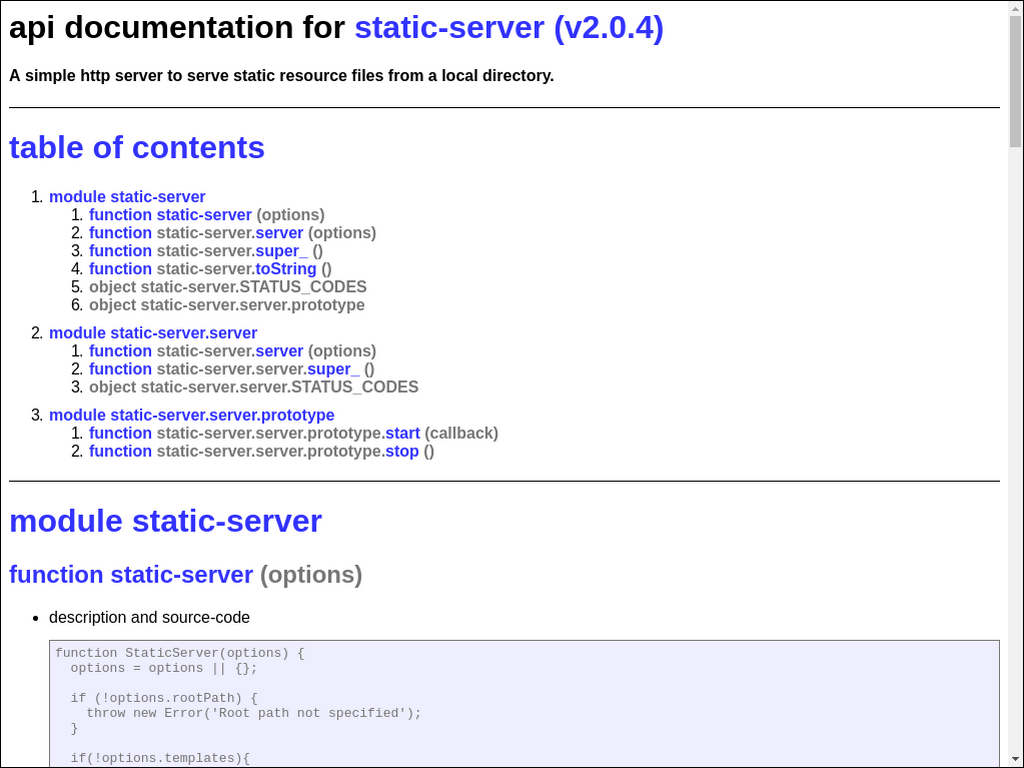 api documentation for static-server (v2.0.4)
A simple http server to serve static resource files from a local directory.
table of contents
1. module static-server
1. function static-server (options)
2. function static-server.server (options)
3. function static-server.super_ ()
4. function static-server.toString ()
5. object static-server.STATUS_CODES
6. object static-server.server.prototype
2. module static-server.server
1. function static-server.server (options)
2. function static-server.server.super_ ()
3. object static-server.server.STATUS_CODES
3. module static-server.server.prototype
1. function static-server.server.prototype.start (callback)
2. function static-server.server.prototype.stop ()
module static-server
function static-server (options)
• description and source-code
function StaticServer(options) {
  options = options || {};
  if (!options.rootPath) {
    throw new Error('Root path not specified');
  }
  if(!options.templates){